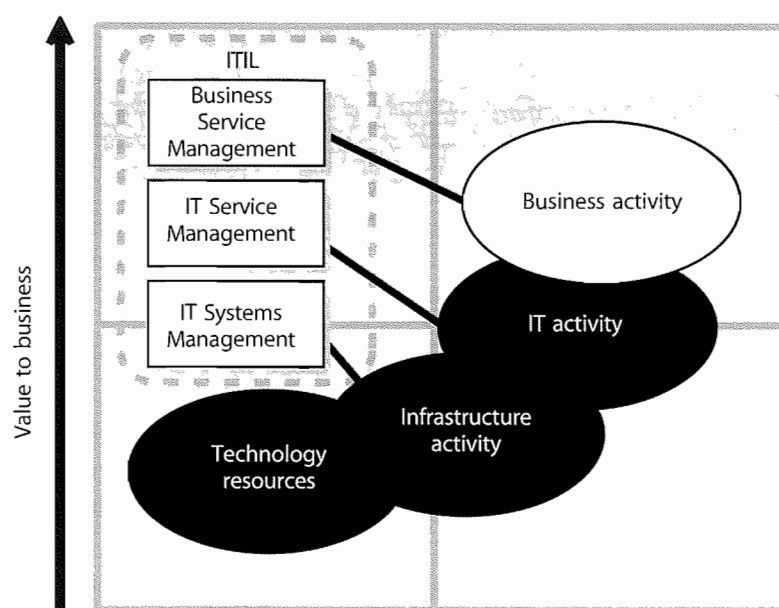 ITIL
Business
Service
Management
IT Service
Management
IT Systems
Management
Business activity
IT activity
Infrastructure
activity
Technology
resources
Value to business